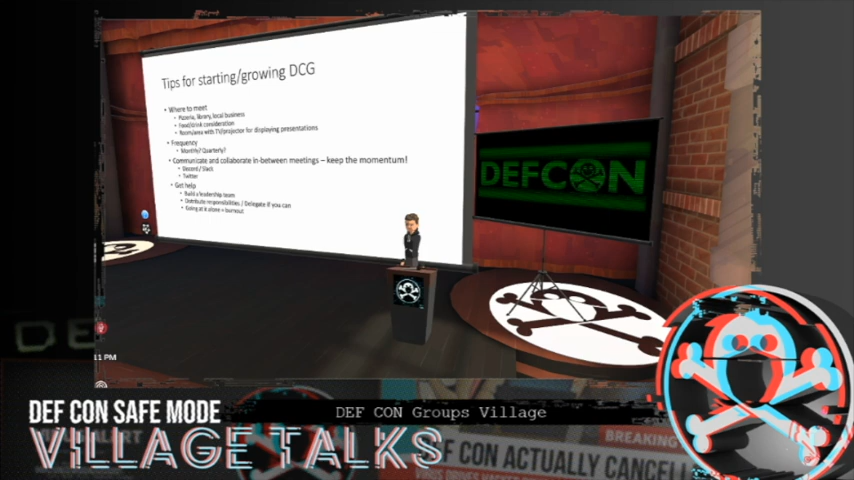 Tips for starting/growing DCG
• Where to meet
• Pizzeria, library, local business
• Food/drink consideration
• Room/area with TV/projector for displaying presentations
• Frequency
• Monthly? Quarterly?
• Communicate and collaborate in-between meetings – keep the momentum!
• Discord / Slack
• Twitter
• Get help
• Build a leadership team
• Distribute responsibilities / Delegate if you can
• Going at it alone = burnout
DEFCON
11 PM
DEF CON SAFE MODE
DEF CON Groups Village
VILLAGE TALKS
BREAKING
DEF CON ACTUALLY CANCELL